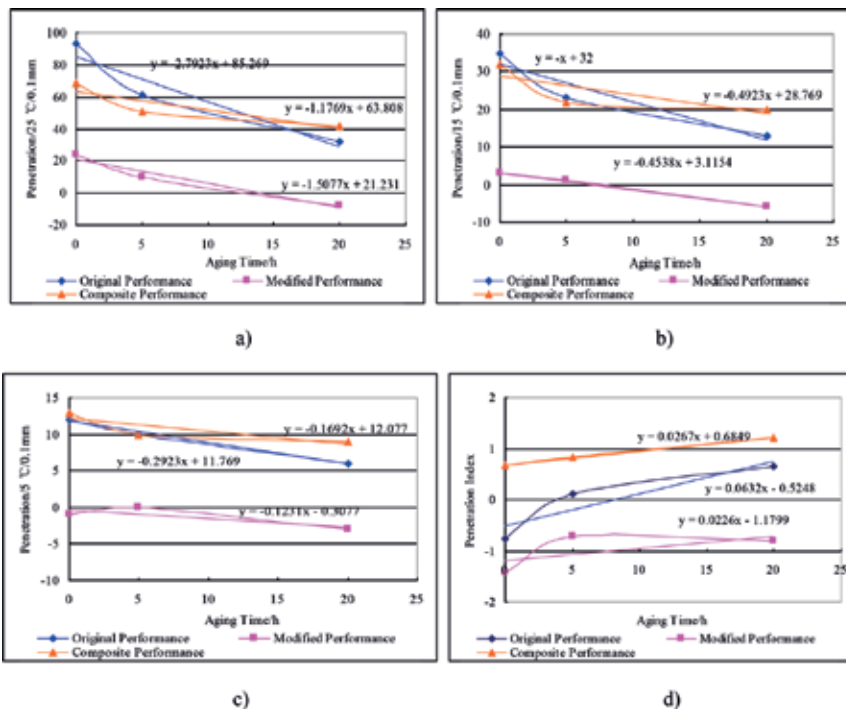 100
80
60
40
20
0
-20
0
5
10
15
20
25
Penetration/25 ℃/0.1mm
y = -2.7923x + 85.269
y = -1.1769x + 63.808
y = -1.5077x + 21.231
Aging Time/h
Original Performance
Modified Performance
Composite Performance
a)
40
30
20
10
0
-10
0
5
10
15
20
25
Penetration/15 ℃/0.1mm
y = -x + 32
y = -0.4923x + 28.769
y = -0.4538x + 3.1154
Aging Time/h
Original Performance
Modified Performance
Composite Performance
b)
15
10
5
0
-5
-10
0
5
10
15
20
25
Penetration/5 ℃/0.1mm
y = -0.1692x + 12.077
y = -0.2923x + 11.769
y = -0.1231x - 0.3077
Aging Time/h
Original Performance
Modified Performance
Composite Performance
c)
2
1
0
-1
-2
0
5
10
15
20
25
Penetration Index
y = 0.0267x + 0.6849
y = 0.0632x - 0.5248
y = 0.0226x - 1.1799
Aging Time/h
Original Performance
Modified Performance
Composite Performance
d)